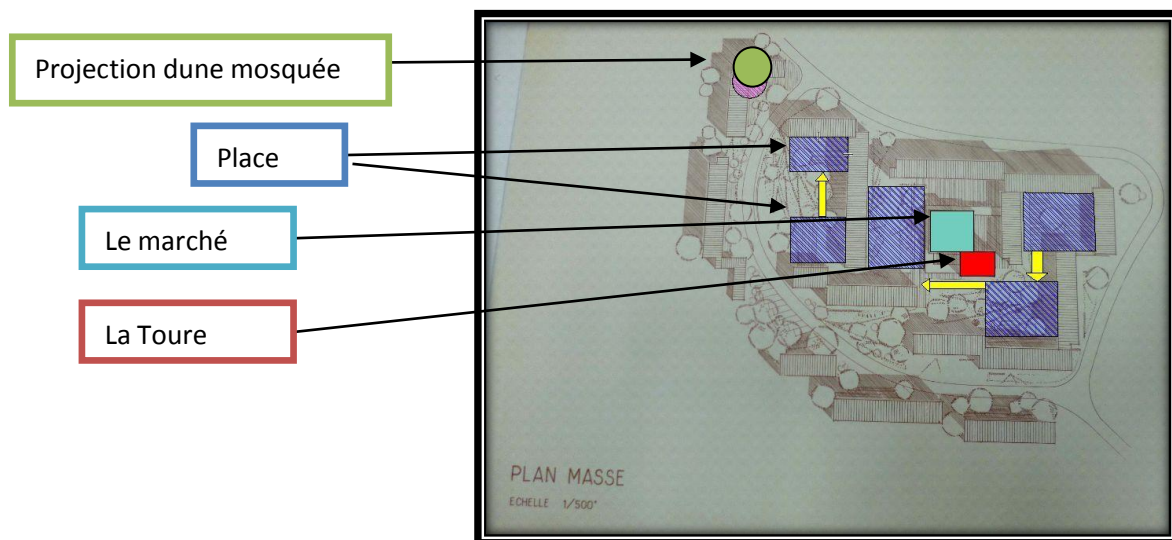 Projection dune mosquée
Place
Le marché
La Toure
PLAN MASSE
ECHELLE 1/500°